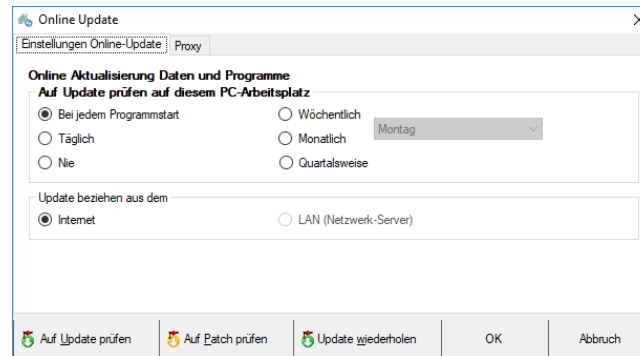 Online Update
Einstellungen Online-Update Proxy
Online Aktualisierung Daten und Programme
Auf Update prüfen auf diesem PC-Arbeitsplatz
Bei jedem Programmstart Wöchentlich
Montag
Täglich Monatlich
Nie Quartalsweise
Update beziehen aus dem
Internet LAN (Netzwerk-Server)
Auf Update prüfen Auf Patch prüfen Update wiederholen OK Abbruch